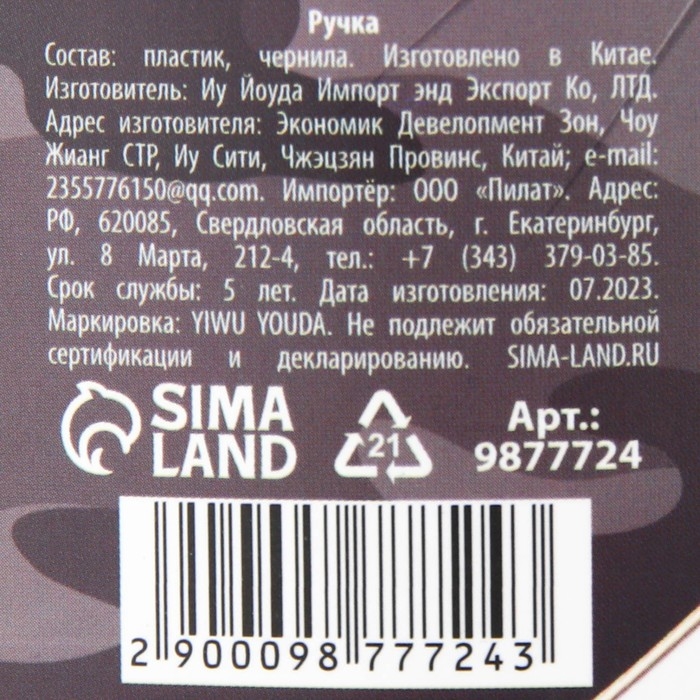 Ручка
Состав: пластик, чернила. Изготовлено в Китае.
Изготовитель: Иу Йоуда Импорт энд Экспорт Ко, ЛТД.
Адрес изготовителя: Экономик Девелопмент Зон, Чоу
Жианг СТР, Иу Сити, Чжэцзян Провинс, Китай; e-mail:
2355776150@qq.com. Импортёр: ООО «Пилат». Адрес:
РФ, 620085, Свердловская область, г. Екатеринбург,
ул. 8 Марта, 212-4, тел.: +7 (343) 379-03-85.
Срок службы: 5 лет. Дата изготовления: 07.2023.
Маркировка: YIWU YOUDA. Не подлежит обязательной
сертификации и декларированию. SIMA-LAND.RU
SIMA
LAND
21
Арт.:
9877724
2 900098 777243